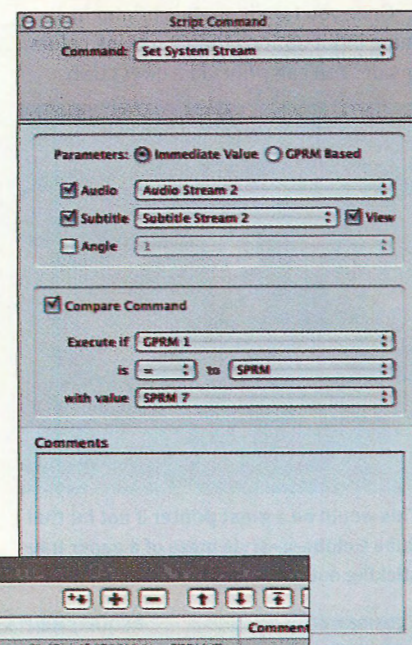 Script Command
Command: Set System Stream
Parameters: Immediate Value GPRM Based
Audio Audio Stream 2
Subtitle Subtitle Stream 2 View
Angle 1
Compare Command
Execute if GPRM 1
is = to SPRM
with value SPRM 7
Comments
Comment